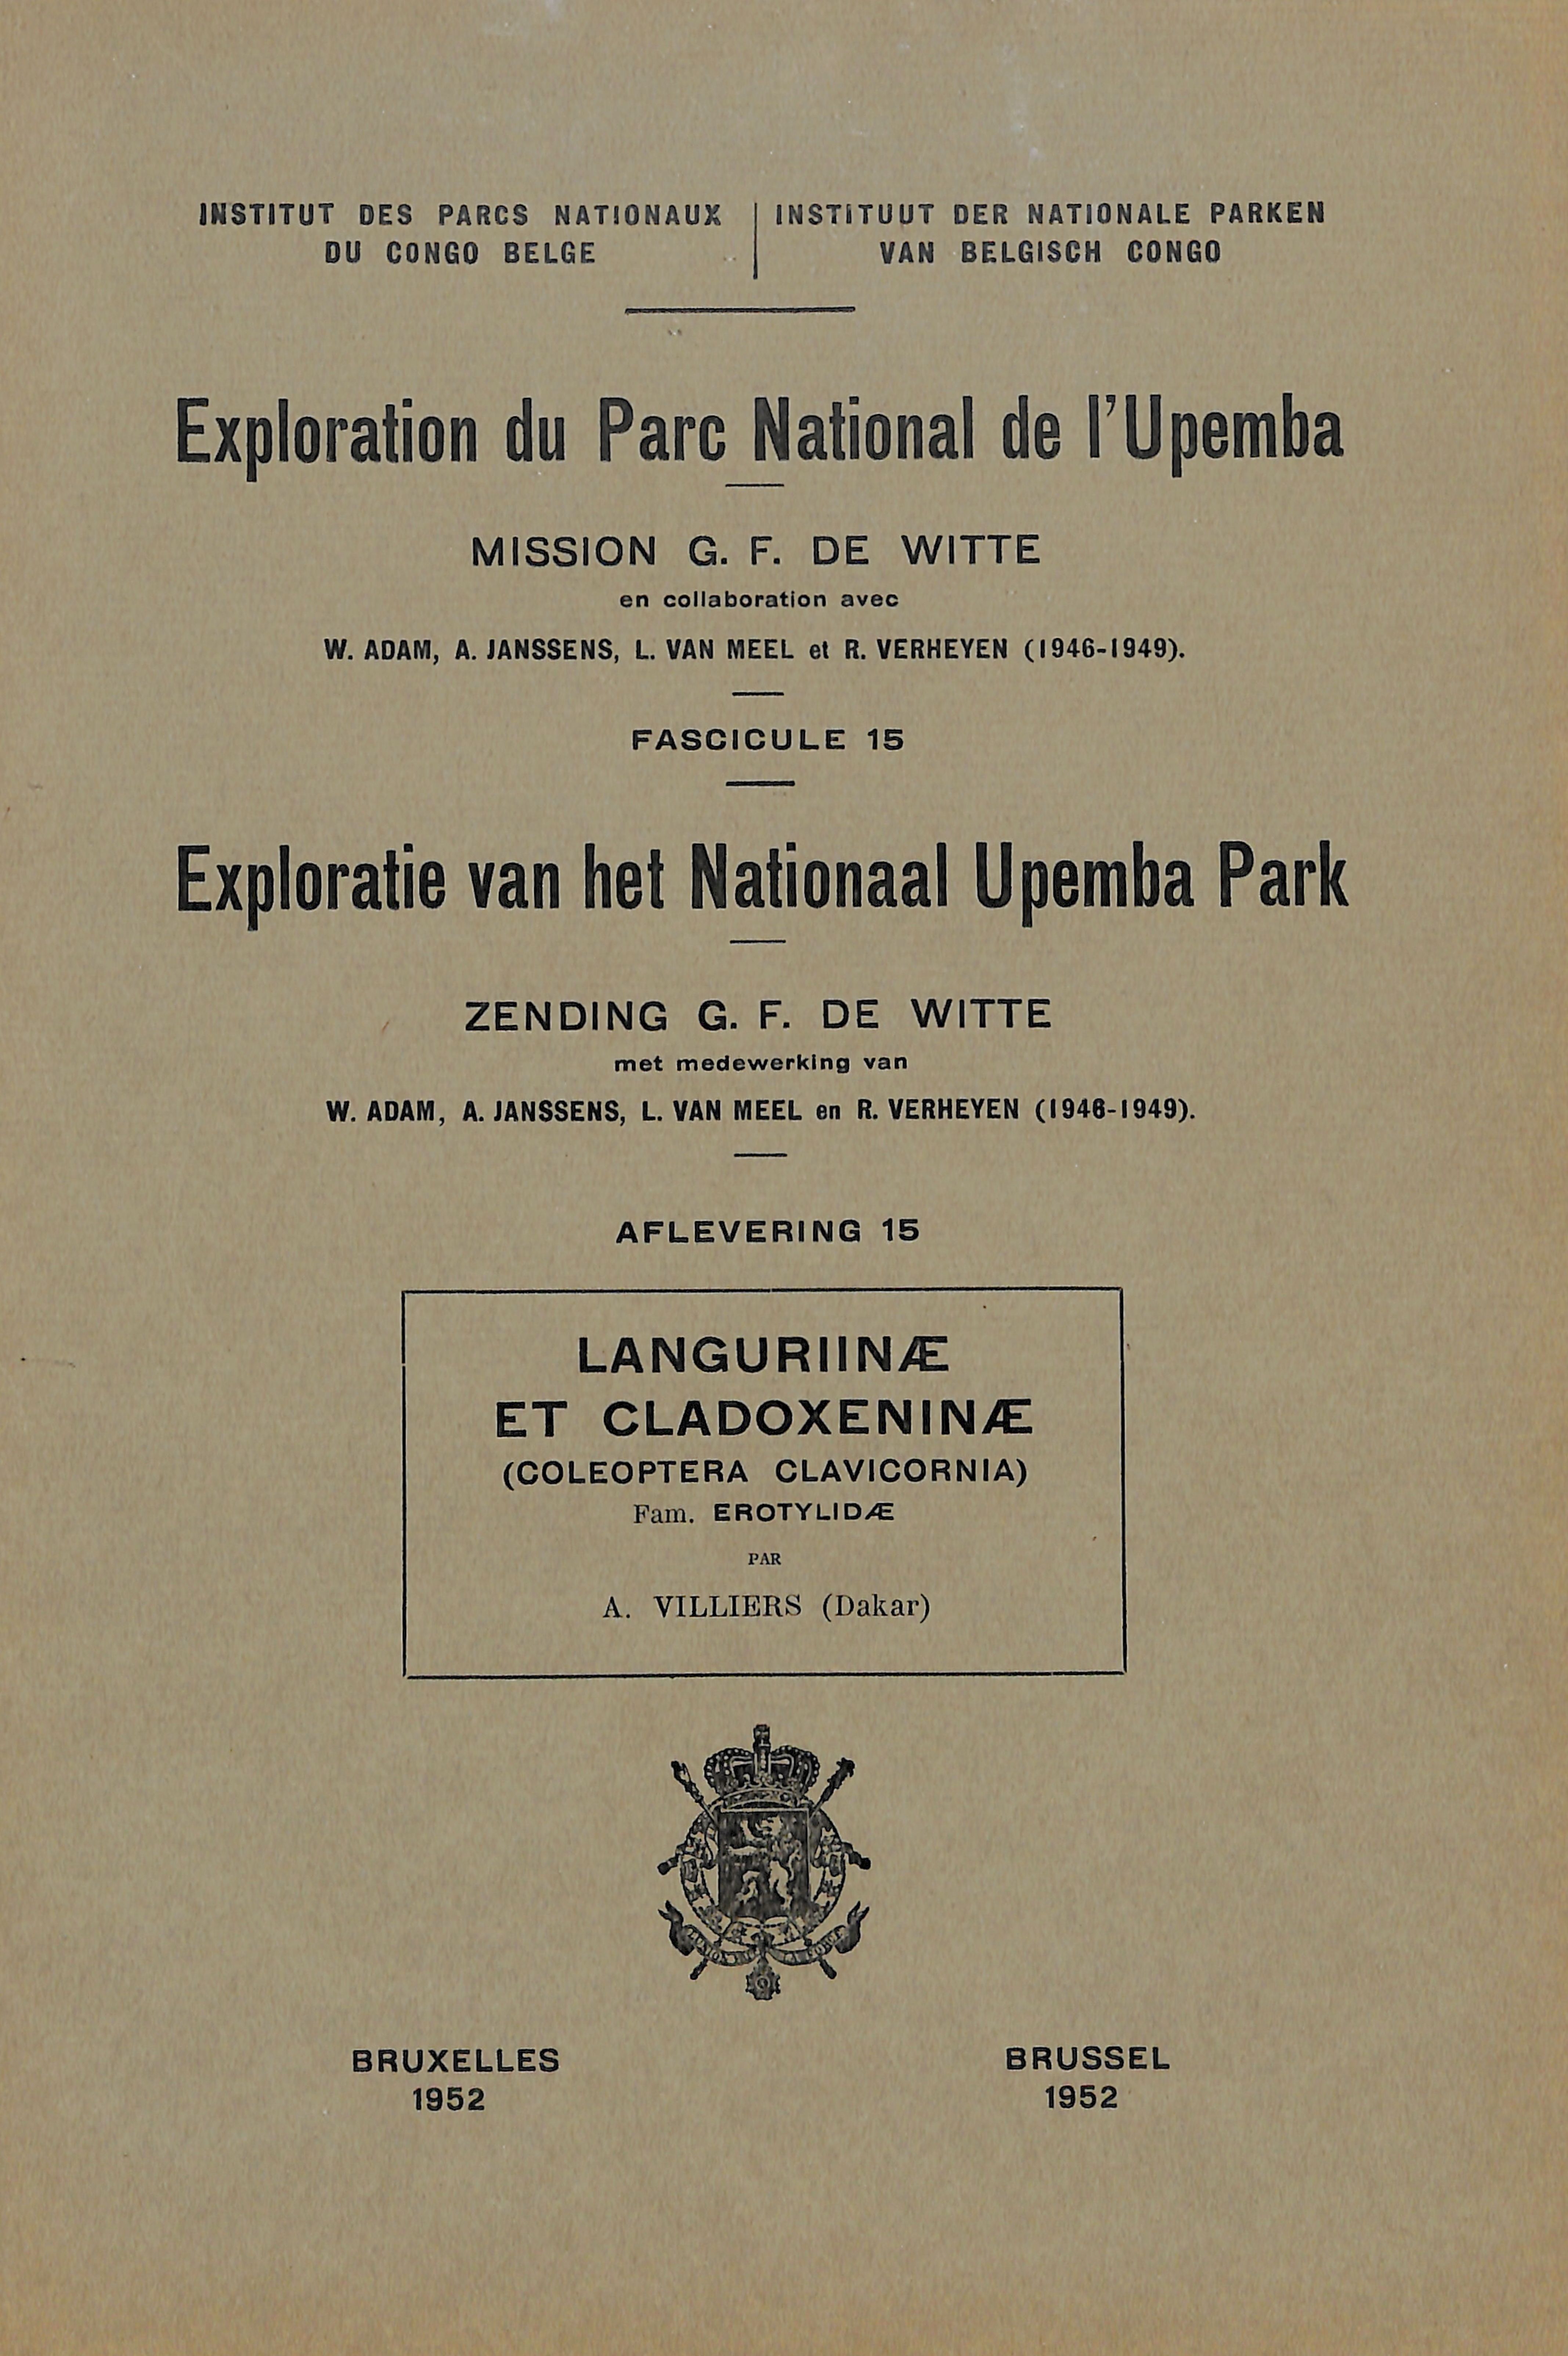 INSTITUT DES PARCS NATIONAUX
DU CONGO BELGE
INSTITUUT DER NATIONALE PARKEN
VAN BELGISCH CONGO
Exploration du Parc National de l'Upemba
MISSION G. F. DE WITTE
en collaboration avec
W. ADAM, A. JANSSENS, L. VAN MEEL et R. VERHEYEN (1946-1949).
FASCICULE 15
Exploratie van het Nationaal Upemba Park
ZENDING G. F. DE WITTE
met medewerking van
W. ADAM, A. JANSSENS, L. VAN MEEL en R. VERHEYEN (1946-1949).
AFLEVERING 15
LANGURIINÆ
ET CLADOXENINÆ
(COLEOPTERA CLAVICORNIA)
Fam. EROTYLIDÆ
PAR
A. VILLIERS (Dakar)
BRUXELLES
1952
BRUSSEL
1952